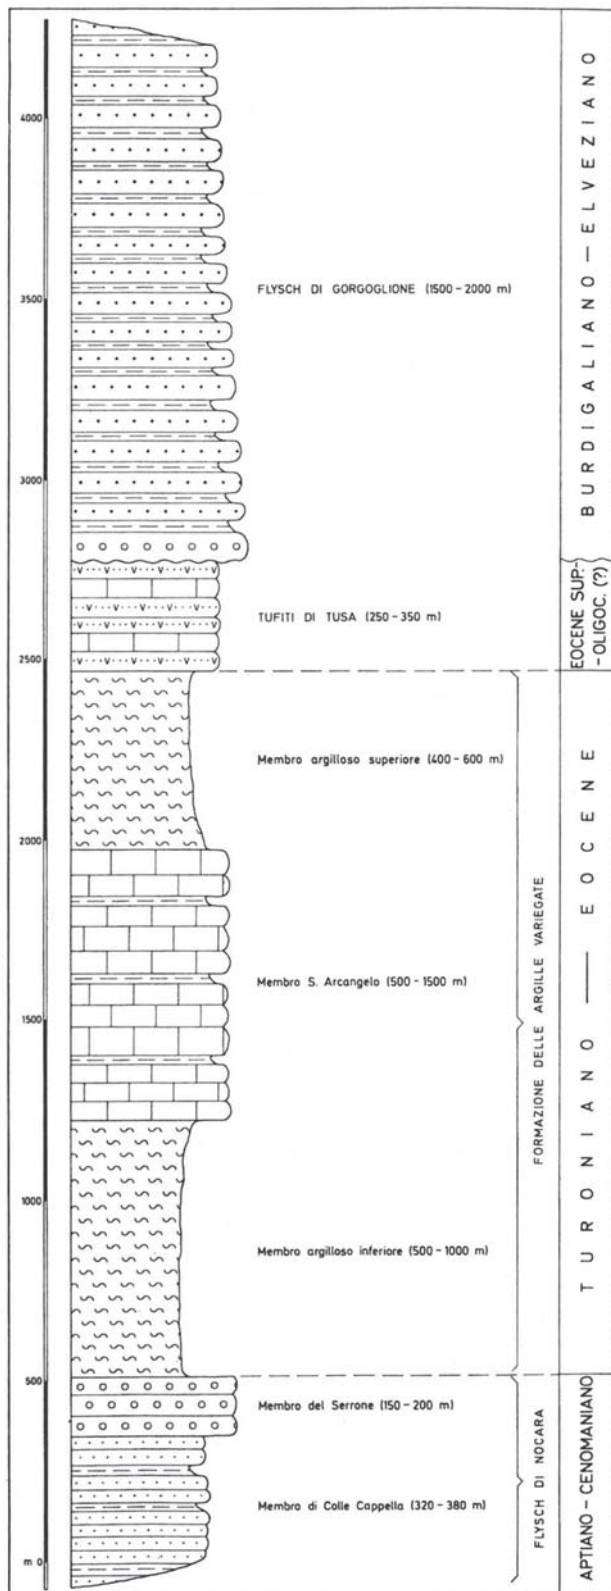 4000
3500
3000
2500
2000
1500
1000
500
m 0
FLYSCH DI GORGOGLIONE (1500-2000 m)
TUFITI DI TUSA (250-350 m)
Membro argilloso superiore (400-600 m)
Membro S. Arcangelo (500-1500 m)
Membro argilloso inferiore (500-1000 m)
Membro del Serrone (150-200 m)
Membro di Colle Cappella (320-380 m)
FORMAZIONE DELLE ARGILLE VARIEGATE
FLYSCH DI NOCARA
BURDIGALIANO - ELVEZIANO
EOCENE SUP.-
-OLIGOC. (?)
TURONIANO — EOCENE
APTIANO - CENOMANIANO